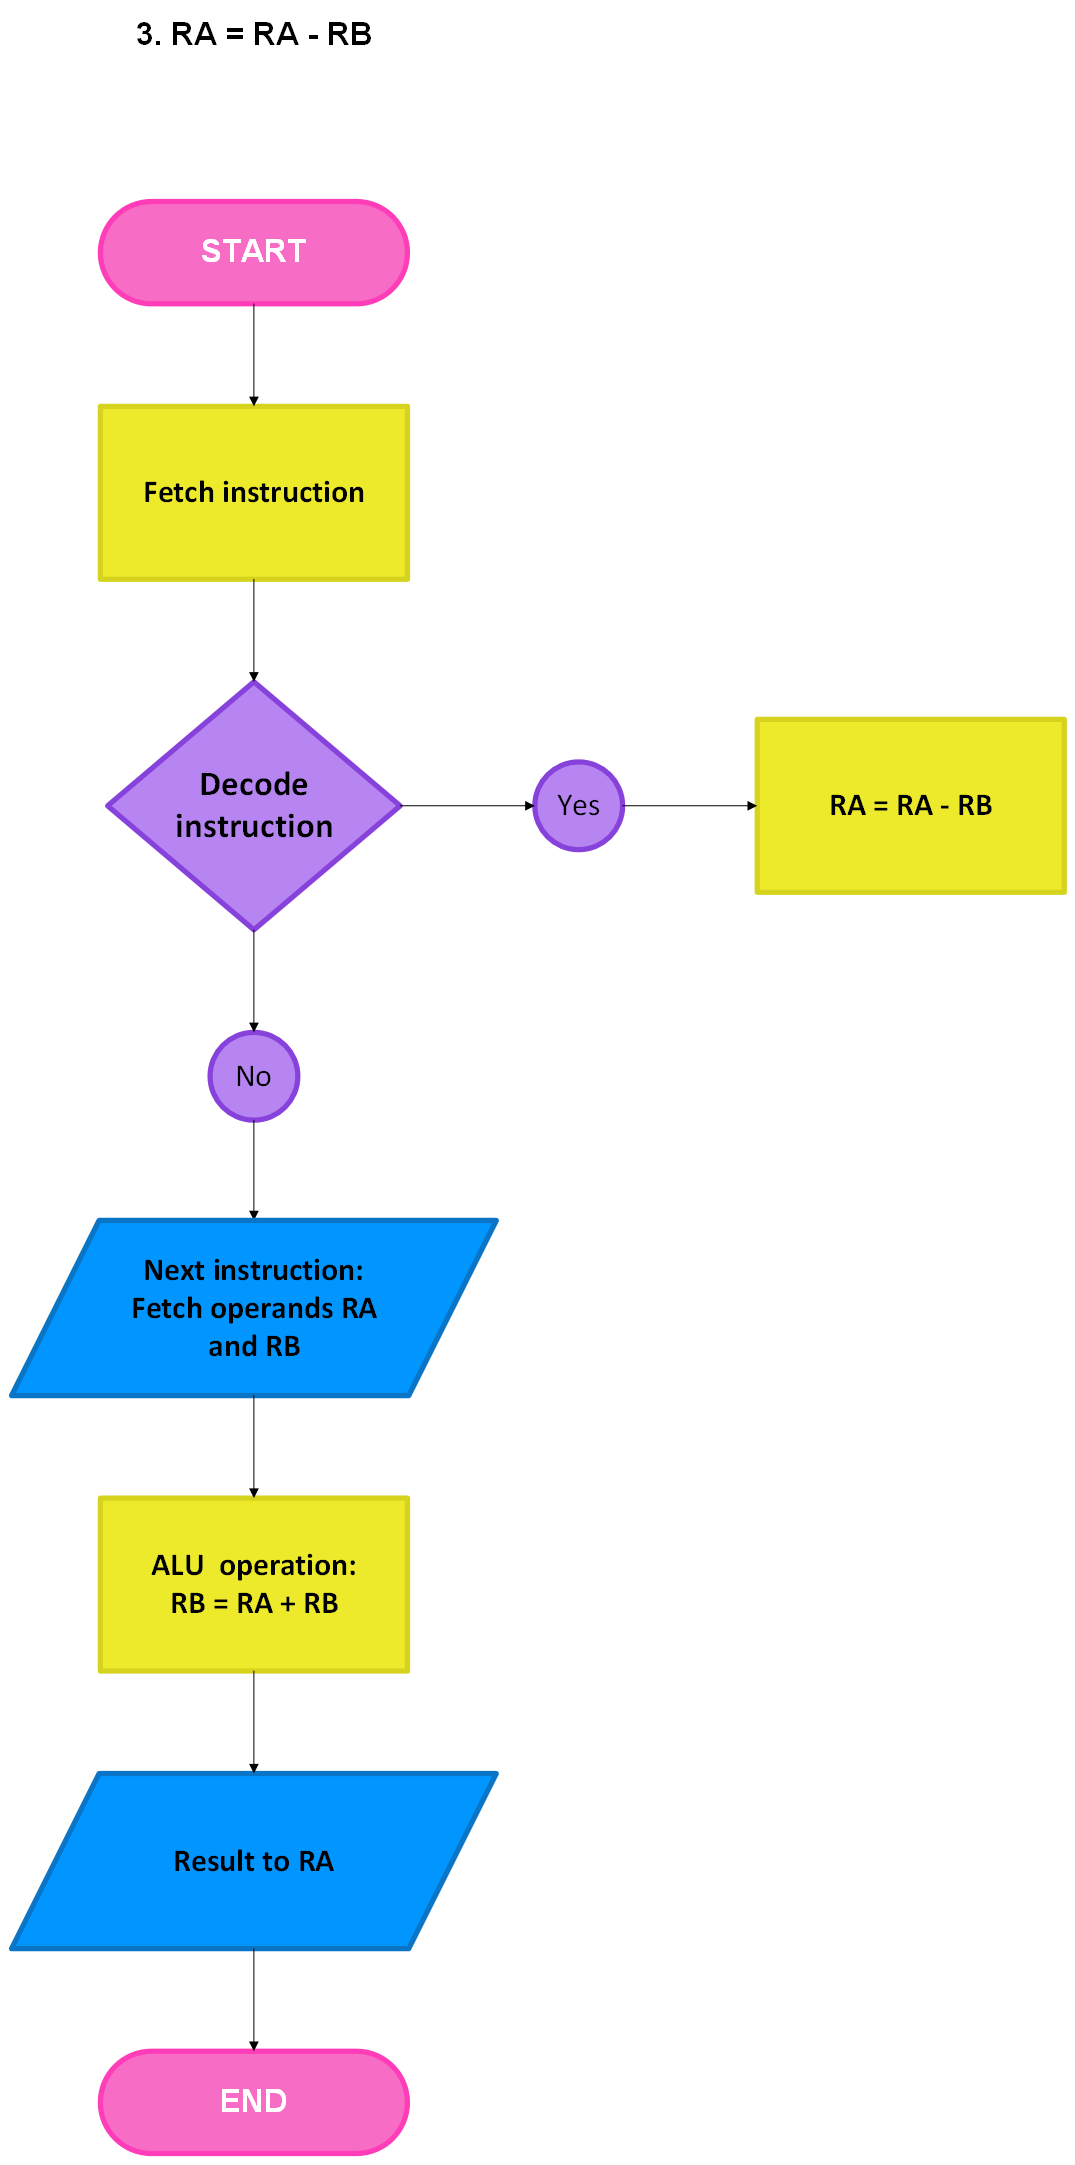 3. RA = RA - RB
START
Fetch instruction
Decode
instruction
Yes
RA = RA - RB
No
Next instruction:
Fetch operands RA
and RB
ALU  operation:
RB = RA + RB
Result to RA
END